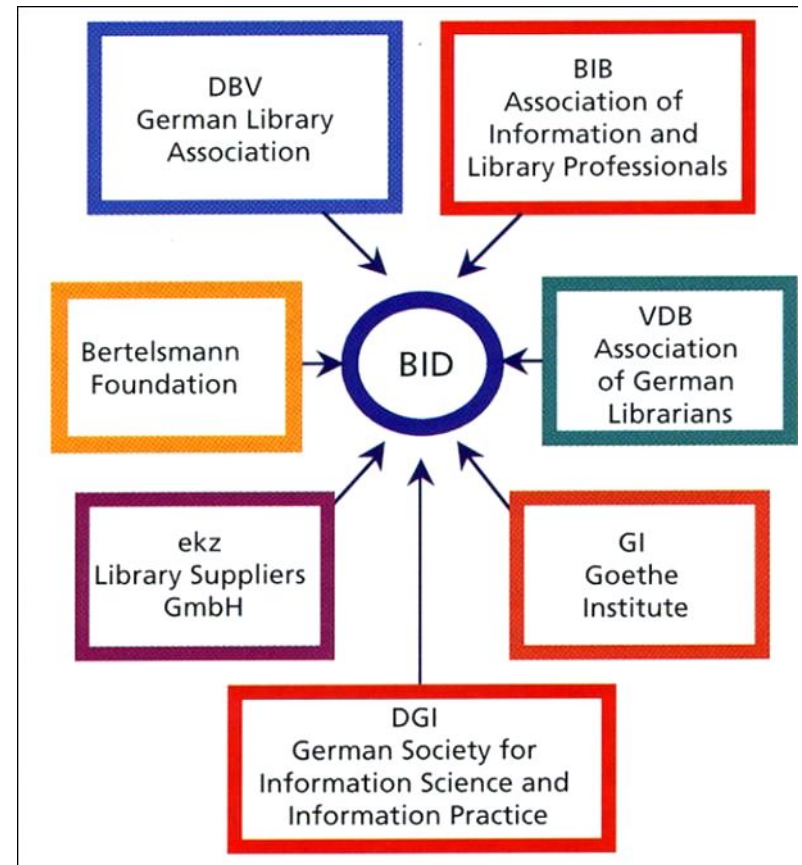 DBV
German Library
Association
BIB
Association of
Information and
Library Professionals
Bertelsmann
Foundation
BID
VDB
Association
of German
Librarians
ekz
Library Suppliers
GmbH
GI
Goethe
Institute
DGI
German Society for
Information Science and
Information Practice